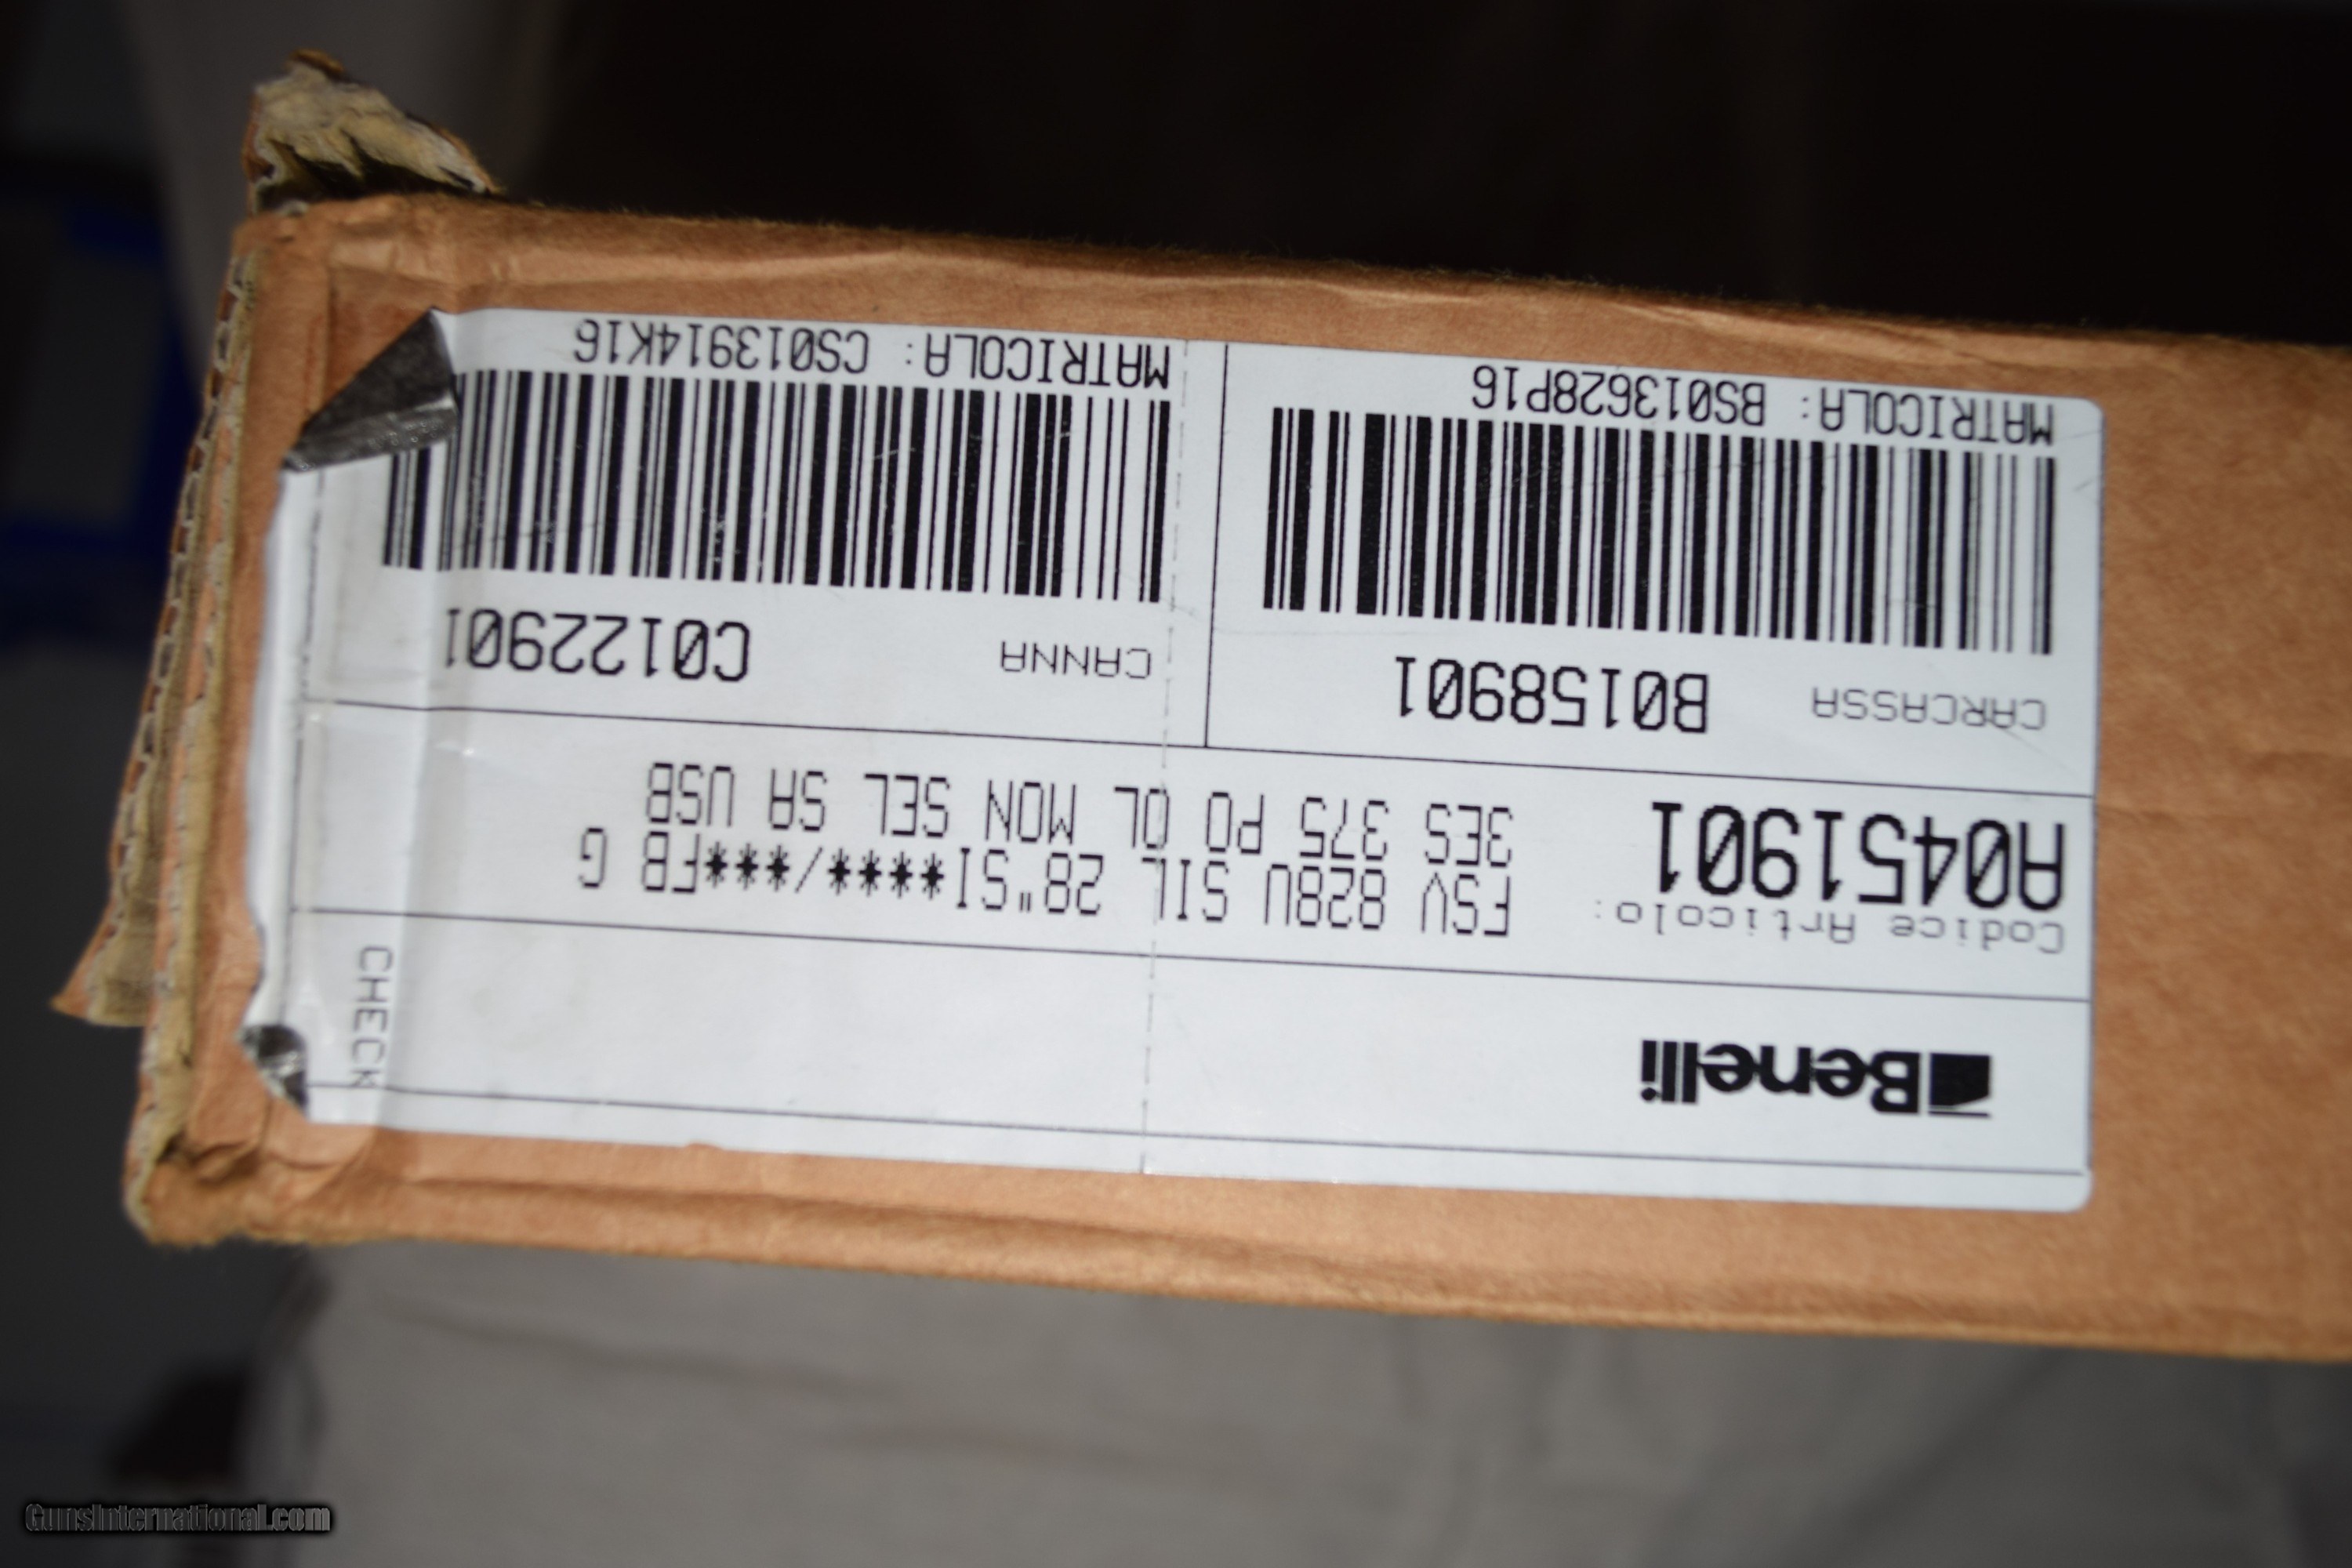 Benelli
CHECK
Codice Articolo:
A0451901
FSV 828U SIL 28"SI****/***FB G
3ES 375 PO OL MON SEL SA USB
CARCASSA B0158901
MATRICOLA: BS013628P16
CANNA C0122901
MATRICOLA: CS013914K16
GunsInternational.com